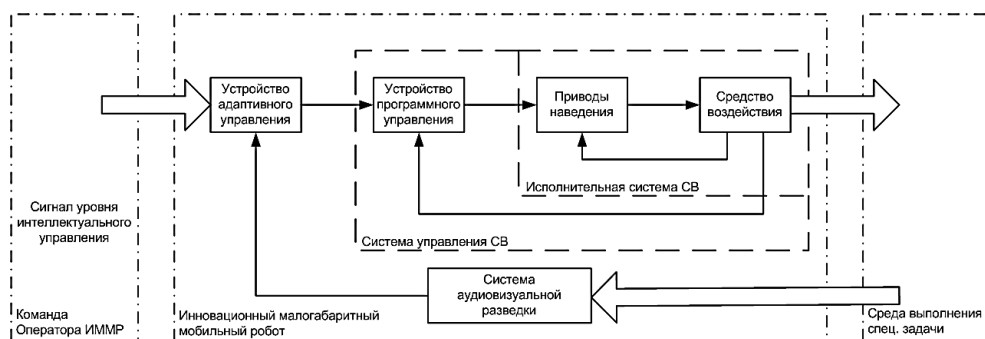 Устройство
адаптивного
управления
Устройство
программного
управления
Приводы
наведения
Средство
воздействия
Исполнительная система СВ
Система управления СВ
Сигнал уровня
интеллектуального
управления
Система
аудиовизуальной
разведки
Команда
Оператора ИММР
Инновационный малогабаритный
мобильный робот
Среда выполнения
спец. задачи